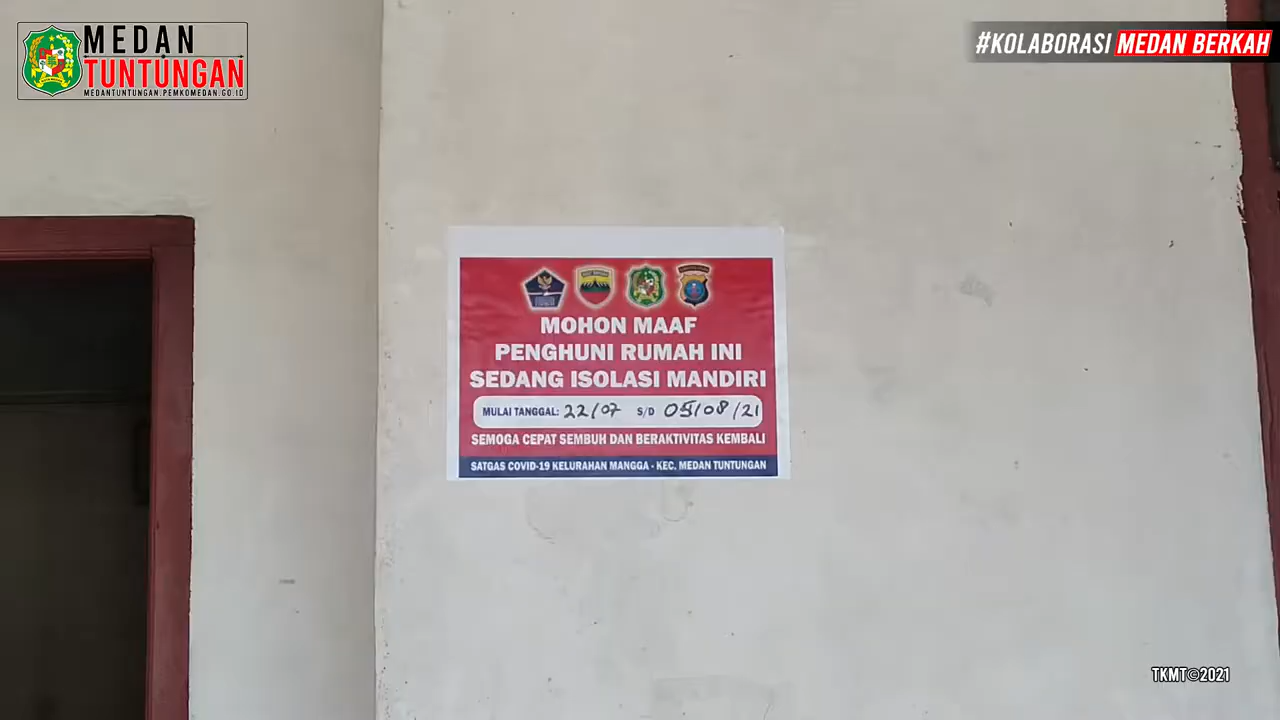 MEDAN
TUNTUNGAN
MEDANTUNTUNGAN.PEMKOMEDAN.GO.ID
#KOLABORASI MEDAN BERKAH
MOHON MAAF
PENGHUNI RUMAH INI
SEDANG ISOLASI MANDIRI
MULAI TANGGAL: 22/07 S/D 05/08/21
SEMOGA CEPAT SEMBUH DAN BERAKTIVITAS KEMBALI
SATGAS COVID-19 KELURAHAN MANGGA - KEC. MEDAN TUNTUNGAN
TKMT©2021